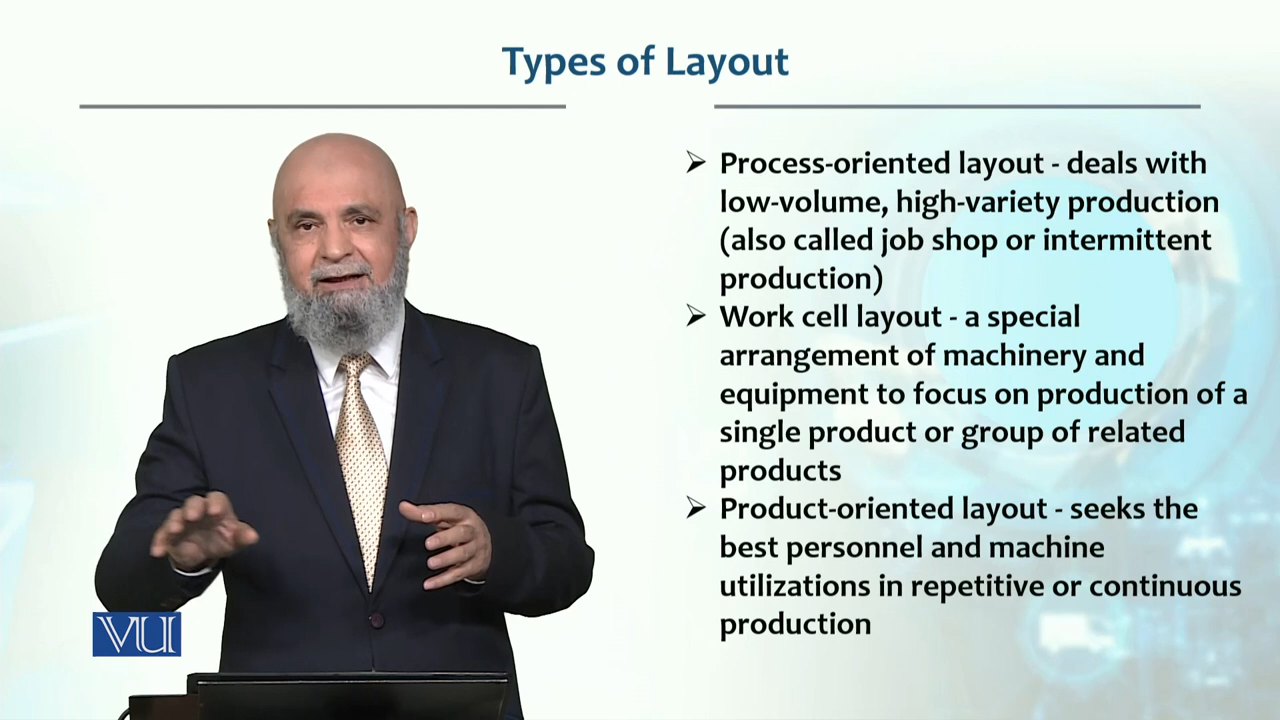 Types of Layout
➢ Process-oriented layout - deals with
low-volume, high-variety production
(also called job shop or intermittent
production)
➢ Work cell layout - a special
arrangement of machinery and
equipment to focus on production of a
single product or group of related
products
➢ Product-oriented layout - seeks the
best personnel and machine
utilizations in repetitive or continuous
production
VU